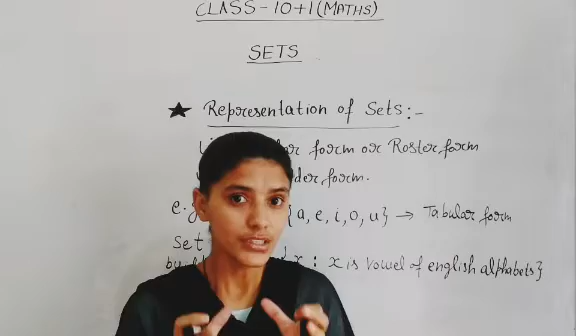 CLASS-10+1(MATHS)
SETS
★ Representation of Sets:-
form or Roster form
form.
e.g {a, e, i, o, u} → Tabular form
Set
x : x is vowel of english alphabets}